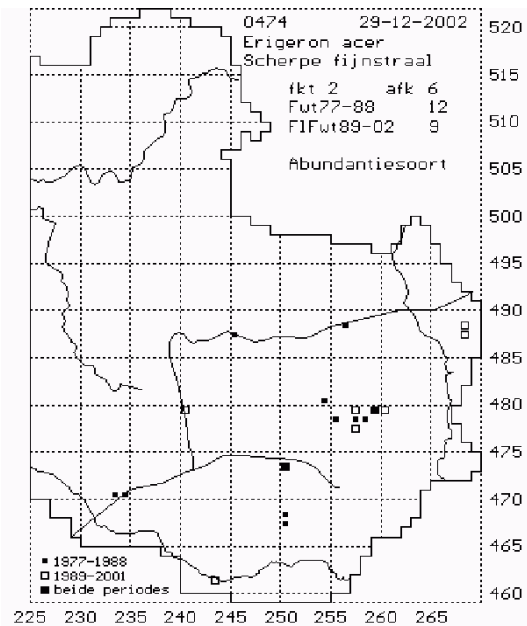 0474 29-12-2002
Erigeron acer
Scherpe fijnstraal
fkt 2 afk 6
Fwt77-88 12
FlFwt89-02 9
Abundantiesoort
520
515
510
505
500
495
490
485
480
475
470
465
460
▪ 1977-1988
□ 1989-2001
■ beide periodes
225 230 235 240 245 250 255 260 265